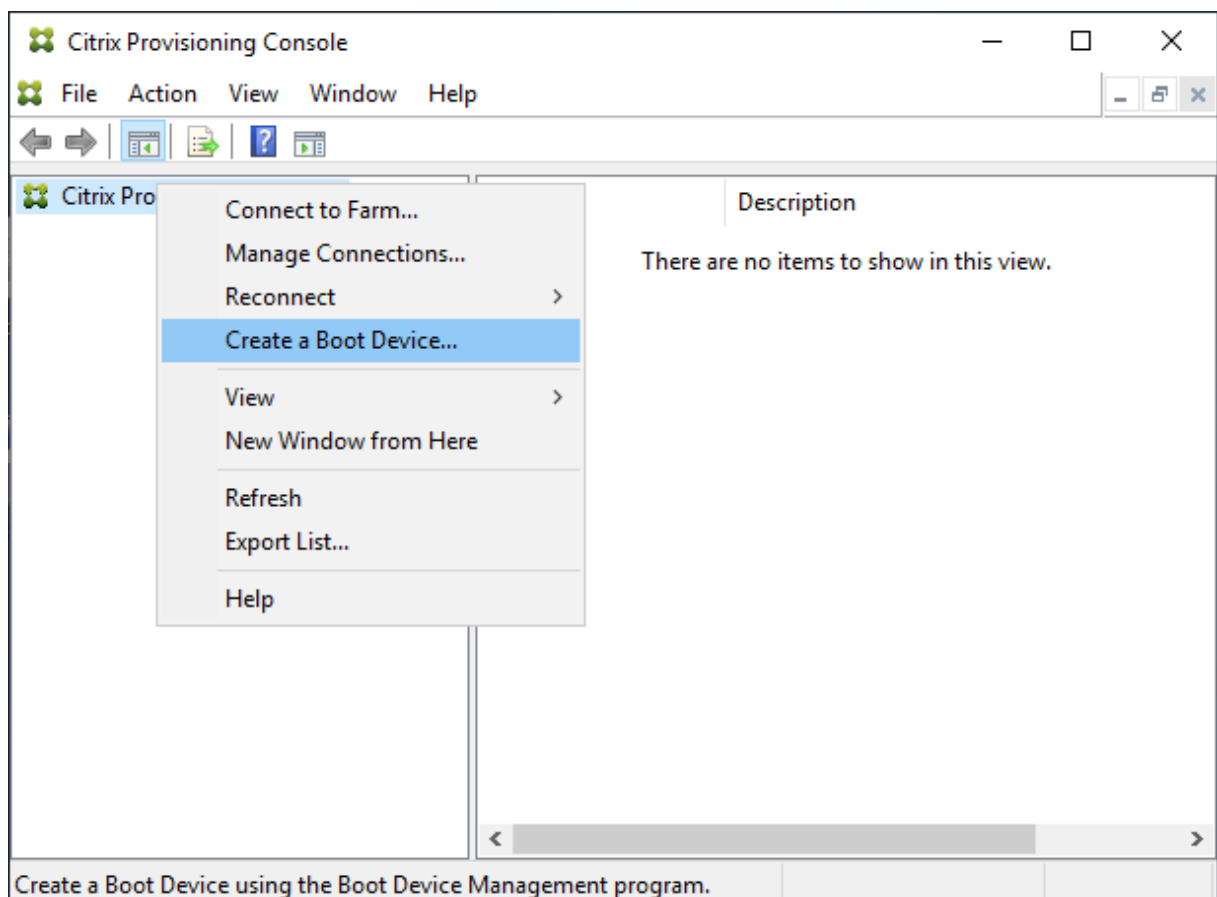 Citrix Provisioning Console
File Action View Window Help
Citrix Pro
Description
There are no items to show in this view.
Connect to Farm...
Manage Connections...
Reconnect
Create a Boot Device...
View
New Window from Here
Refresh
Export List...
Help
Create a Boot Device using the Boot Device Management program.